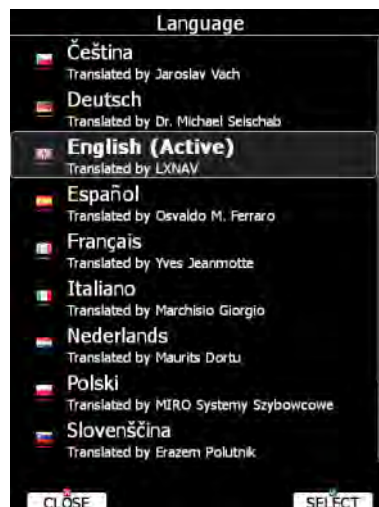 Language
Čeština
Translated by Jaroslav Vach
Deutsch
Translated by Dr. Michael Seischab
English (Active)
Translated by LXNAV
Español
Translated by Osvaldo M. Ferraro
Français
Translated by Yves Jeanmotte
Italiano
Translated by Marchisio Giorgio
Nederlands
Translated by Maurits Dortu
Polski
Translated by MIRO Systemy Szybowcowe
Slovenščina
Translated by Erazem Polutnik
CLOSE SELECT